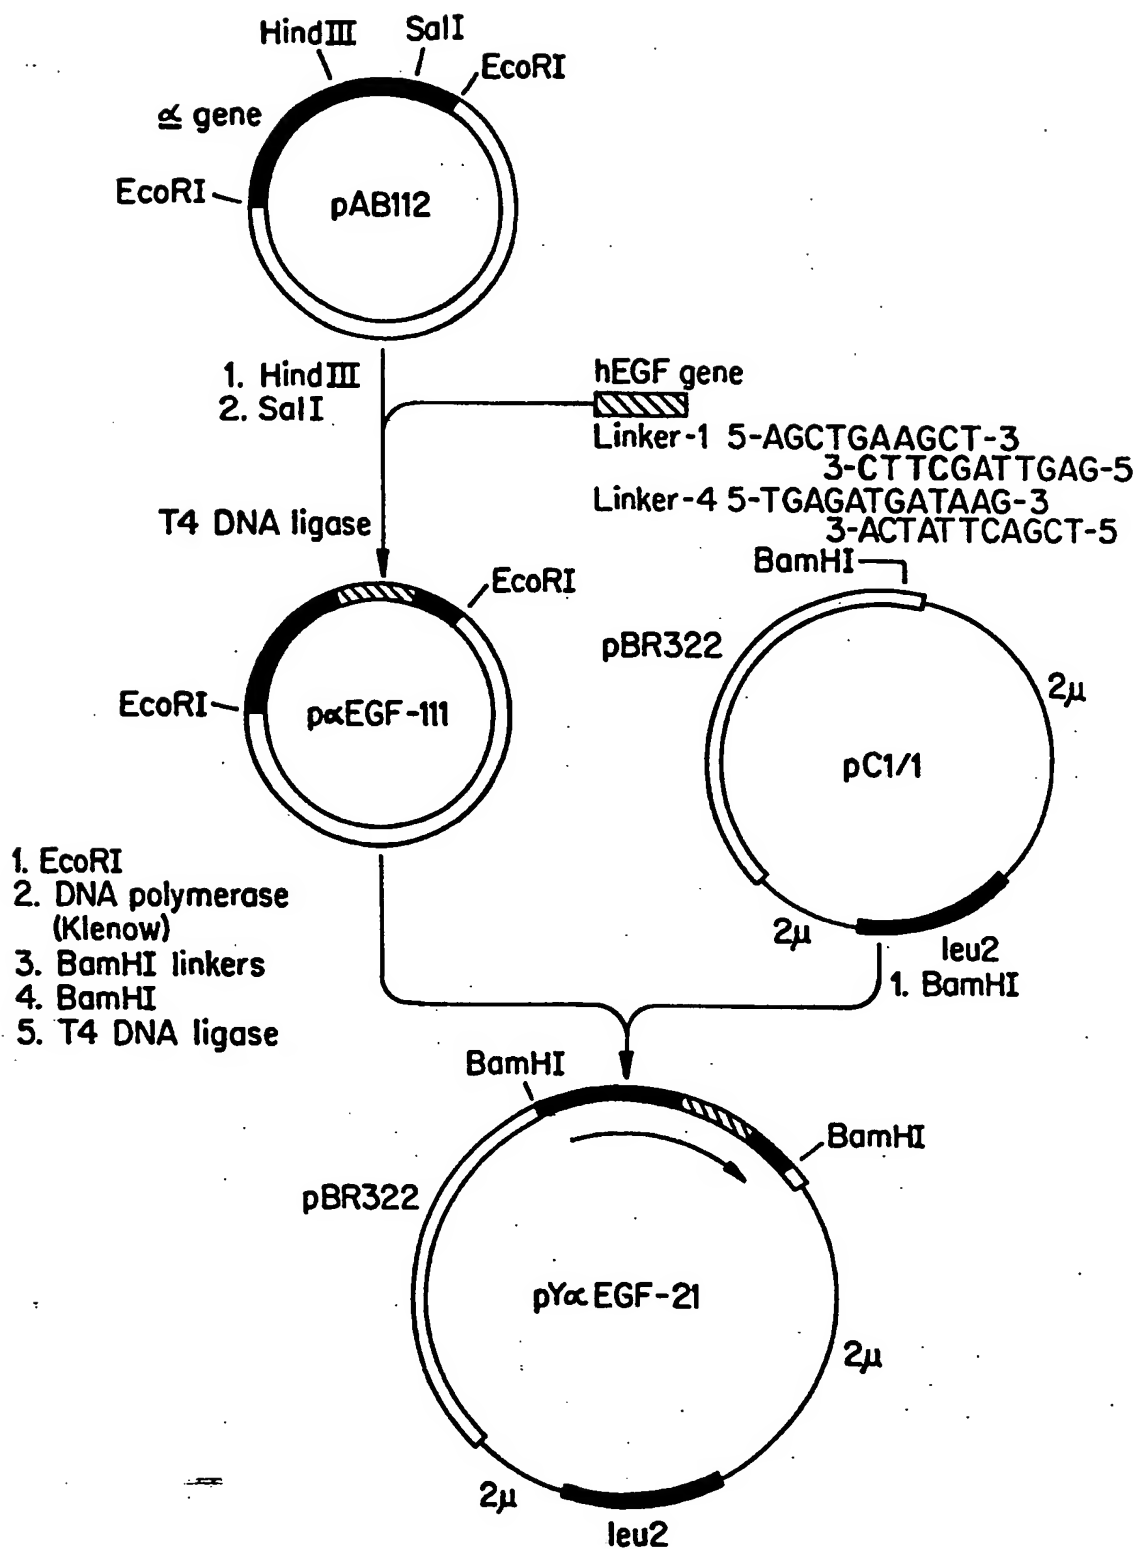 HindIII
SalI
EcoRI
α gene
EcoRI
pAB112
1. HindIII
2. SalI
hEGF gene
Linker-1 5-AGCTGAAGCT-3
3-CTTCGATTGAG-5
Linker-4 5-TGAGATGATAAG-3
3-ACTATTCAGCT-5
T4 DNA ligase
BamHI
EcoRI
pBR322
2μ
EcoRI
pαEGF-111
pC1/1
1. EcoRI
2. DNA polymerase
(Klenow)
3. BamHI linkers
4. BamHI
5. T4 DNA ligase
2μ
leu2
1. BamHI
BamHI
BamHI
pBR322
pYαEGF-21
2μ
2μ
leu2